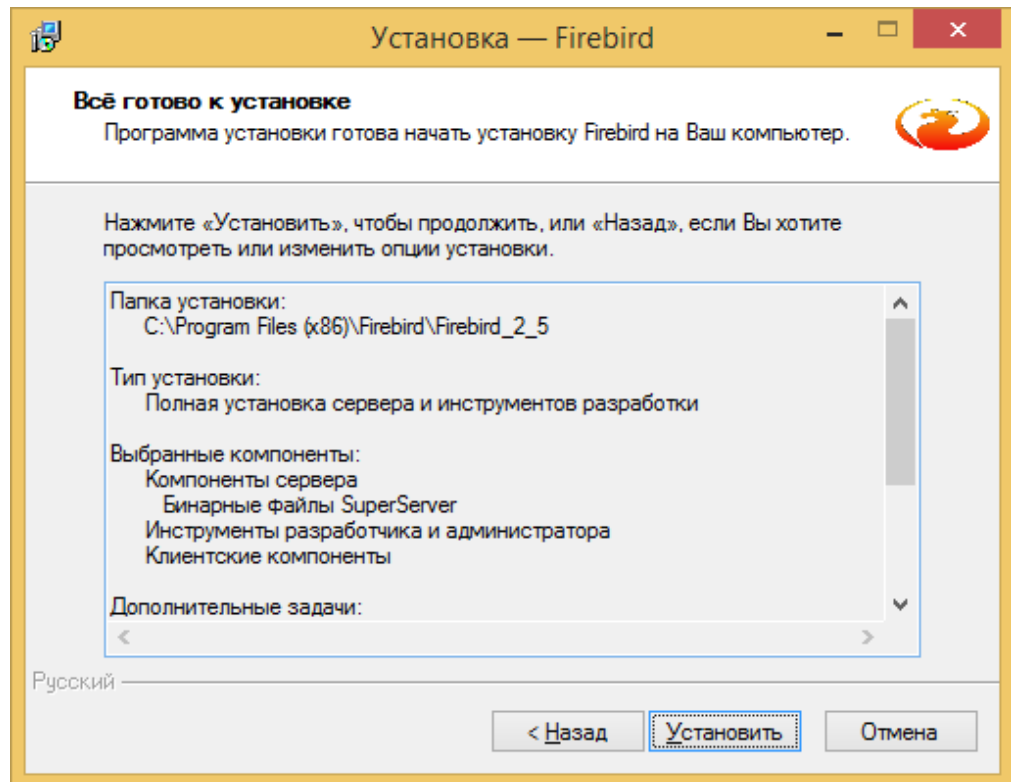 Установка — Firebird
Всё готово к установке
Программа установки готова начать установку Firebird на Ваш компьютер.
Нажмите «Установить», чтобы продолжить, или «Назад», если Вы хотите
просмотреть или изменить опции установки.
Папка установки:
C:\Program Files (x86)\Firebird\Firebird_2_5
Тип установки:
Полная установка сервера и инструментов разработки
Выбранные компоненты:
Компоненты сервера
Бинарные файлы SuperServer
Инструменты разработчика и администратора
Клиентские компоненты
Дополнительные задачи:
Русский
< Назад
Установить
Отмена